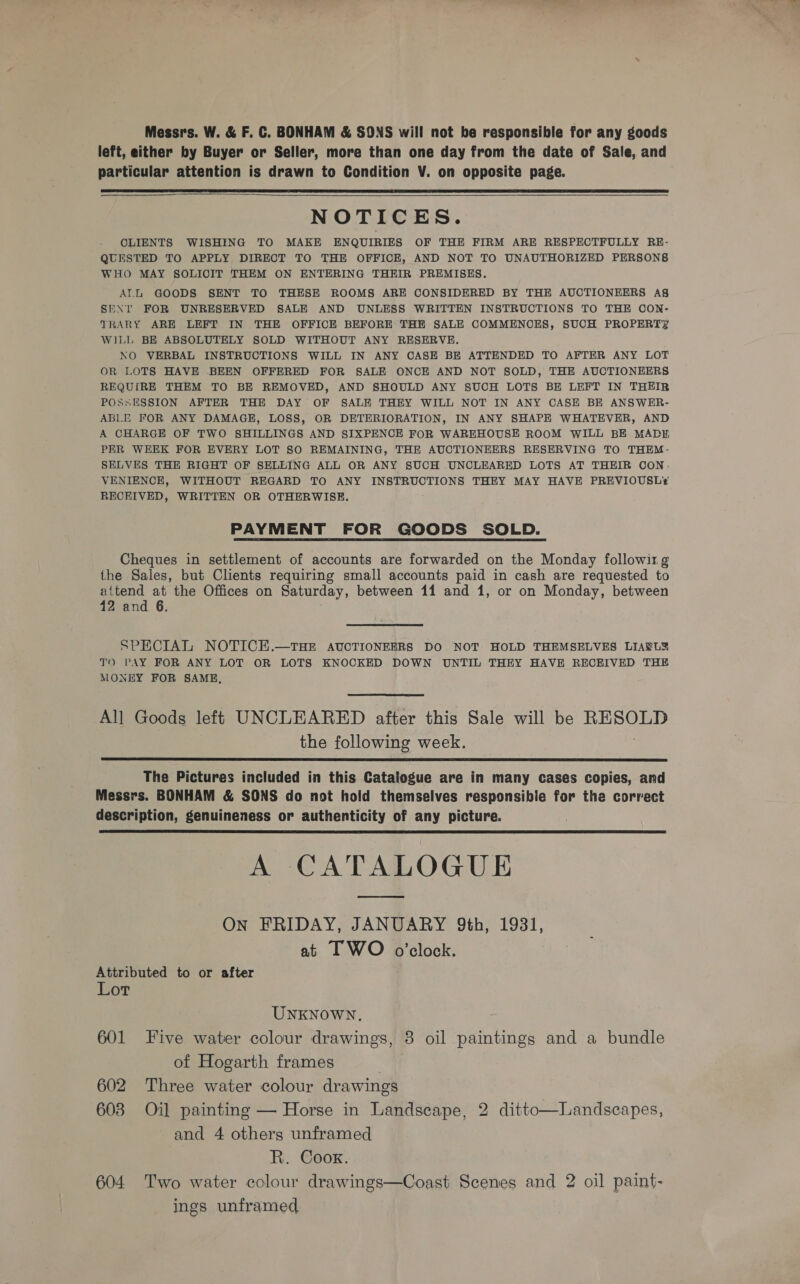 Messrs. W. & F. C. BONHAM & SONS will not be responsible for any goods
left, either by Buyer or Seller, more than one day from the date of Sale, and
particular attention is drawn to Condition V. on opposite page.
NOTICES.
CLIENTS WISHING TO MAKE ENQUIRIES OF THE FIRM ARE RESPECTFULLY RE-
QUESTED TO APPLY DIRECT TO THE OFFICE, AND NOT TO UNAUTHORIZED PERSONS
WHO MAY SOLICIT THEM ON ENTERING THEIR PREMISES.
ALL GOODS SENT TO THESE ROOMS ARE CONSIDERED BY THE AUCTIONEERS AS
SENT FOR UNRESERVED SALE AND UNLESS WRITTEN INSTRUCTIONS TO THE CON-
TRARY ARE LEFT IN THE OFFICE BEFORE THE SALE COMMENCES, SUCH PROPERTY
WILL BE ABSOLUTELY SOLD WITHOUT ANY RESERVE.
NO VERBAL INSTRUCTIONS WILL IN ANY CASE BE ATTENDED TO AFTER ANY LOT
OR LOTS HAVE BEEN OFFERED FOR SALE ONCE AND NOT SOLD, THE AUCTIONEERS
REQUIRE THEM TO BE REMOVED, AND SHOULD ANY SUCH LOTS BE LEFT IN THEIR
POSSESSION AFTER THE DAY OF SALE THEY WILL NOT IN ANY CASE BE ANSWER-
ABLE FOR ANY DAMAGE, LOSS, OR DETERIORATION, IN ANY SHAPE WHATEVER, AND
A CHARGE OF TWO SHILLINGS AND SIXPENCE FOR WAREHOUSE ROOM WILL BE MADE
PER WEEK FOR EVERY LOT SO REMAINING, THE AUCTIONEERS RESERVING TO THEM-
SELVES THE RIGHT OF SELLING ALL OR ANY SUCH UNCLEARED LOTS AT THEIR CON-
VENIENCE, WITHOUT REGARD TO ANY INSTRUCTIONS THEY MAY HAVE PREVIOUSLY
RECEIVED, WRITTEN OR OTHERWISE.
PAYMENT FOR GOODS SOLD.
Cheques in settlement of accounts are forwarded on the Monday following
the Sales, but Clients requiring small accounts paid in cash are requested to
attend at the Offices on Saturday, between 11 and 1, or on Monday, between
12 and 6.
SPECIAL NOTICE.—THE AUCTIONEERS DO NOT HOLD THEMSELVES LIABLE
TO PAY FOR ANY LOT OR LOTS KNOCKED DOWN UNTIL THEY HAVE RECEIVED THE
MONEY FOR SAME.
All Goods left UNCLEARED after this Sale will be RESOLD
the following week.
The Pictures included in this Catalogue are in many cases copies, and
Messrs. BONHAM & SONS do not hold themselves responsible for the correct
description, genuineness or authenticity of any picture.
A CATALOGUE
ON FRIDAY, JANUARY 9th, 1931,
at TWO o'clock.
Attributed to or after
LOT
UNKNOWN.
601 Five water colour drawings, 3 oil paintings and a bundle
of Hogarth frames
602 Three water colour drawings
603 Oil painting — Horse in Landscape, 2 ditto—Landscapes,
and 4 others unframed
R. COOK.
604 Two water colour drawings—Coast Scenes and 2 oil paint-
ings unframed